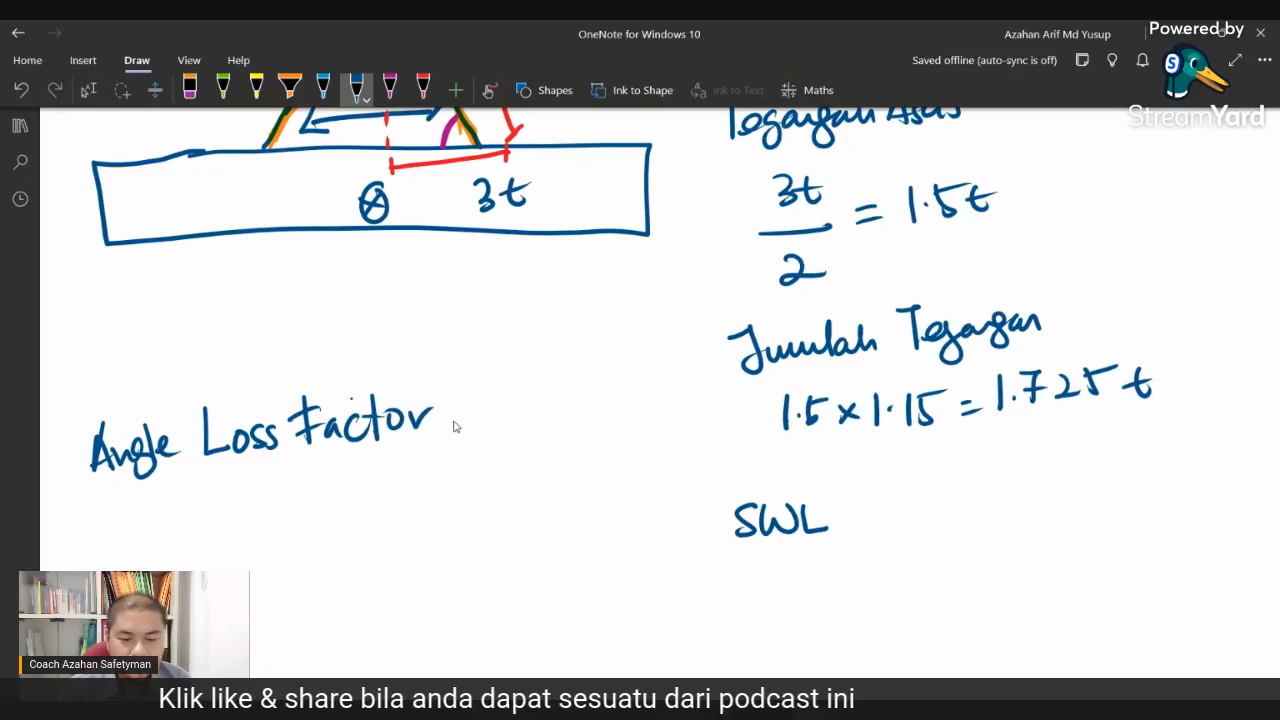 OneNote for Windows 10
Azahan Arif Md Yusup
Powered by
Home Insert Draw View Help
Saved offline (auto-sync is off)
Shapes Ink to Shape Ink to Text Maths
StreamYard
Tegangan Asas
3t
3t
2
= 1.5t
Jumlah Tegangan
1.5 × 1.15 = 1.725 t
Angle Loss Factor
SWL
Coach Azahan Safetyman
Klik like & share bila anda dapat sesuatu dari podcast ini